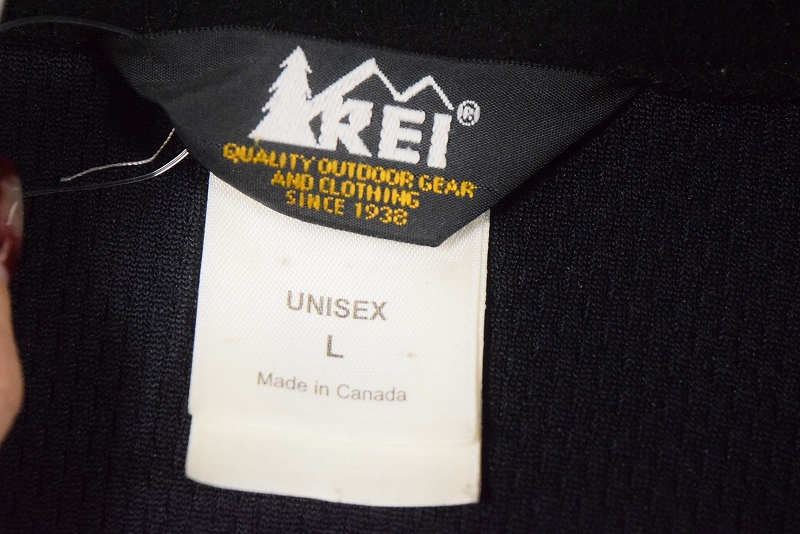 REI®
QUALITY OUTDOOR GEAR
AND CLOTHING
SINCE 1938
UNISEX
L
Made in Canada